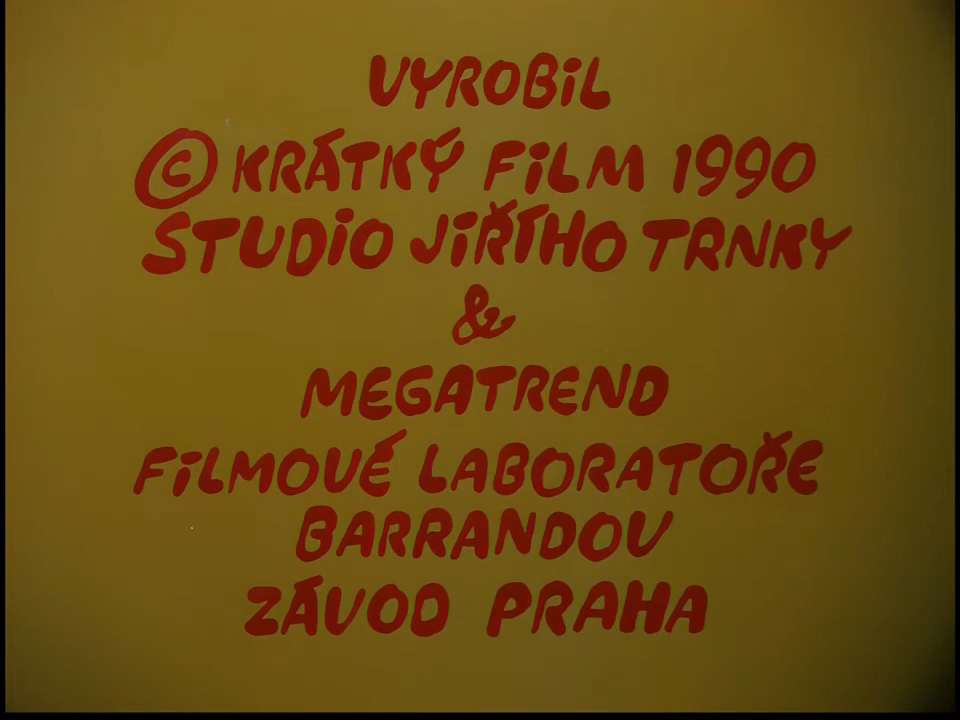 VYROBiL
© KRÁTKÝ FiLM 1990
STUDiO JiŘÍHO TRNKY
&
MEGATREND
FiLMOVÉ LABORATOŘE
BARRANDOV
ZÁVOD PRAHA